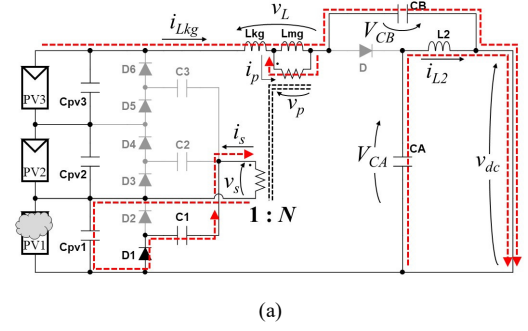 CB
i_Lkg
v_L
V_CB
Lkg
Lmg
L2
D6
C3
D
i_p
i_L2
PV3
Cpv3
D5
v_p
D4
i_s
V_CA
CA
v_dc
PV2
Cpv2
C2
D3
v_s
1 : N
D2
C1
PV1
Cpv1
D1
(a)